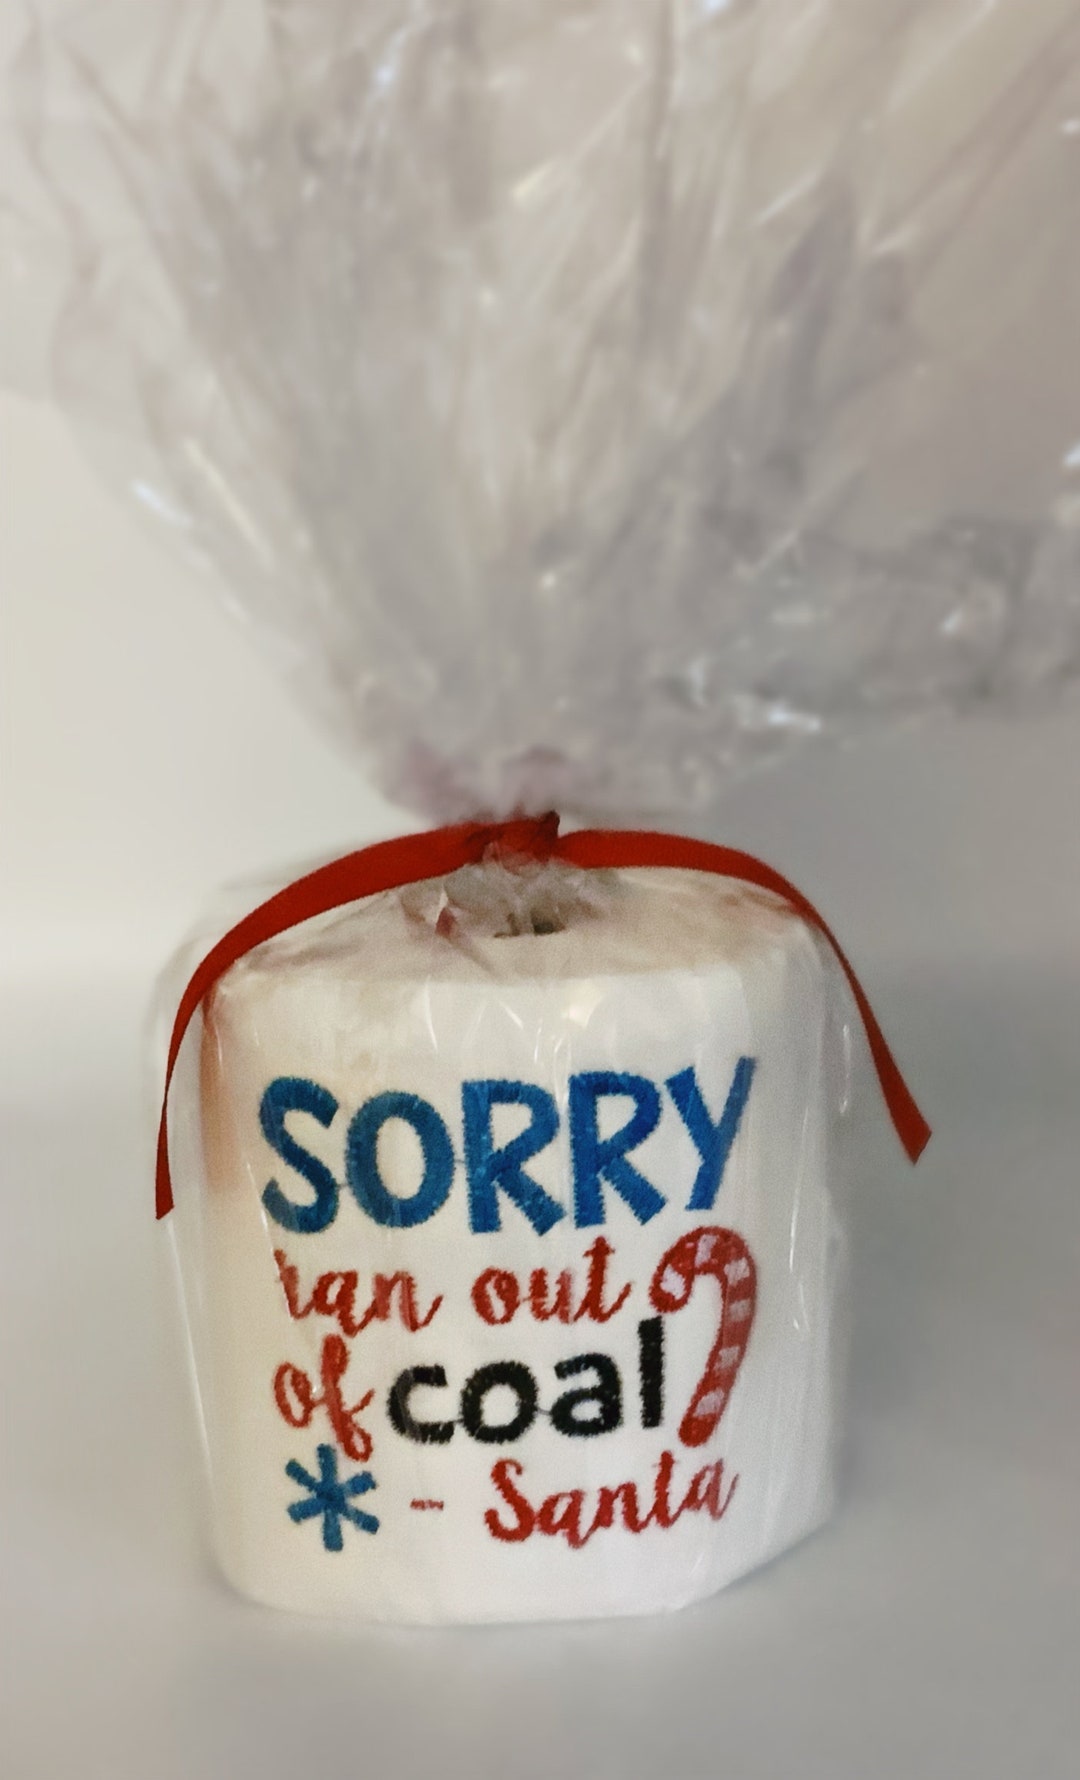 SORRY
ran out
of coal
- Santa